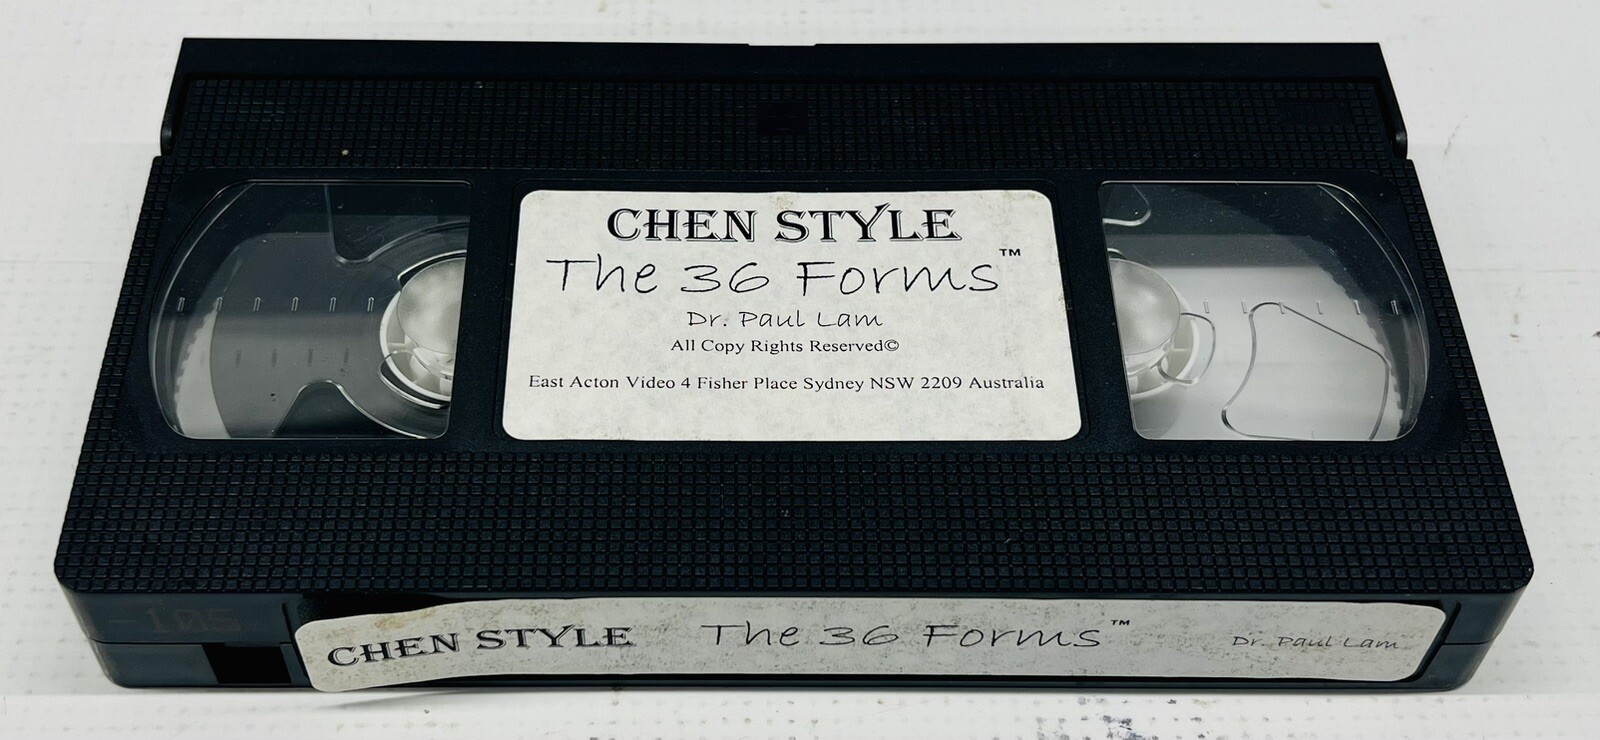 CHEN STYLE
The 36 Forms™
Dr. Paul Lam
All Copy Rights Reserved©
East Acton Video 4 Fisher Place Sydney NSW 2209 Australia
-105
CHEN STYLE The 36 Forms™ Dr. Paul Lam